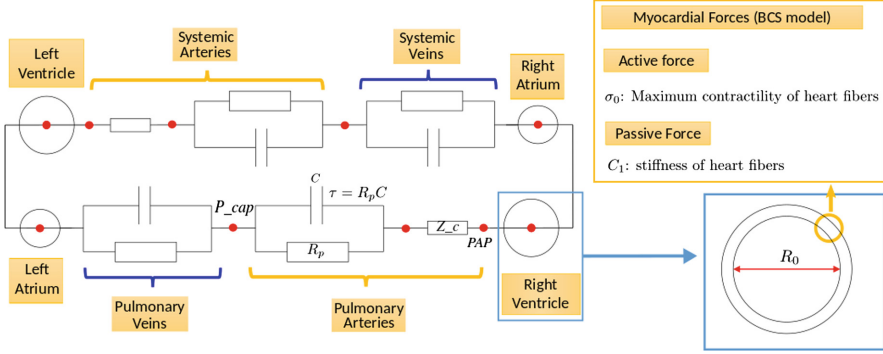 Myocardial Forces (BCS model)
Systemic
Arteries
Systemic
Veins
Left
Ventricle
Right
Atrium
Active force
σ₀: Maximum contractility of heart fibers
Passive Force
C₁: stiffness of heart fibers
C
τ = RₚC
P_cap
Z_c
Rₚ
PAP
R₀
Left
Atrium
Right
Ventricle
Pulmonary
Veins
Pulmonary
Arteries